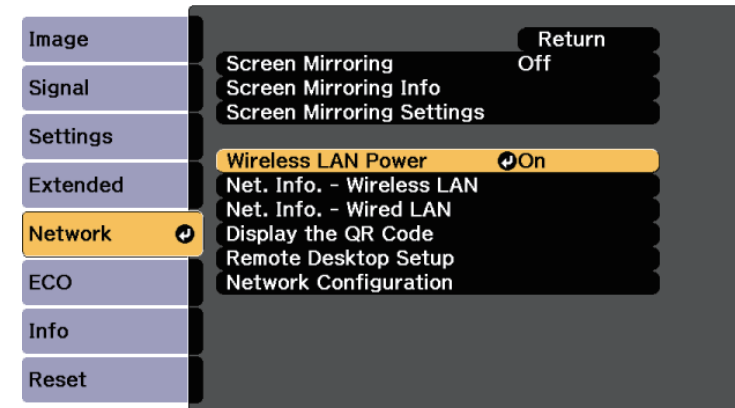 Image
Signal
Settings
Extended
Network
ECO
Info
Reset
Return
Screen Mirroring Off
Screen Mirroring Info
Screen Mirroring Settings
Wireless LAN Power On
Net. Info. - Wireless LAN
Net. Info. - Wired LAN
Display the QR Code
Remote Desktop Setup
Network Configuration